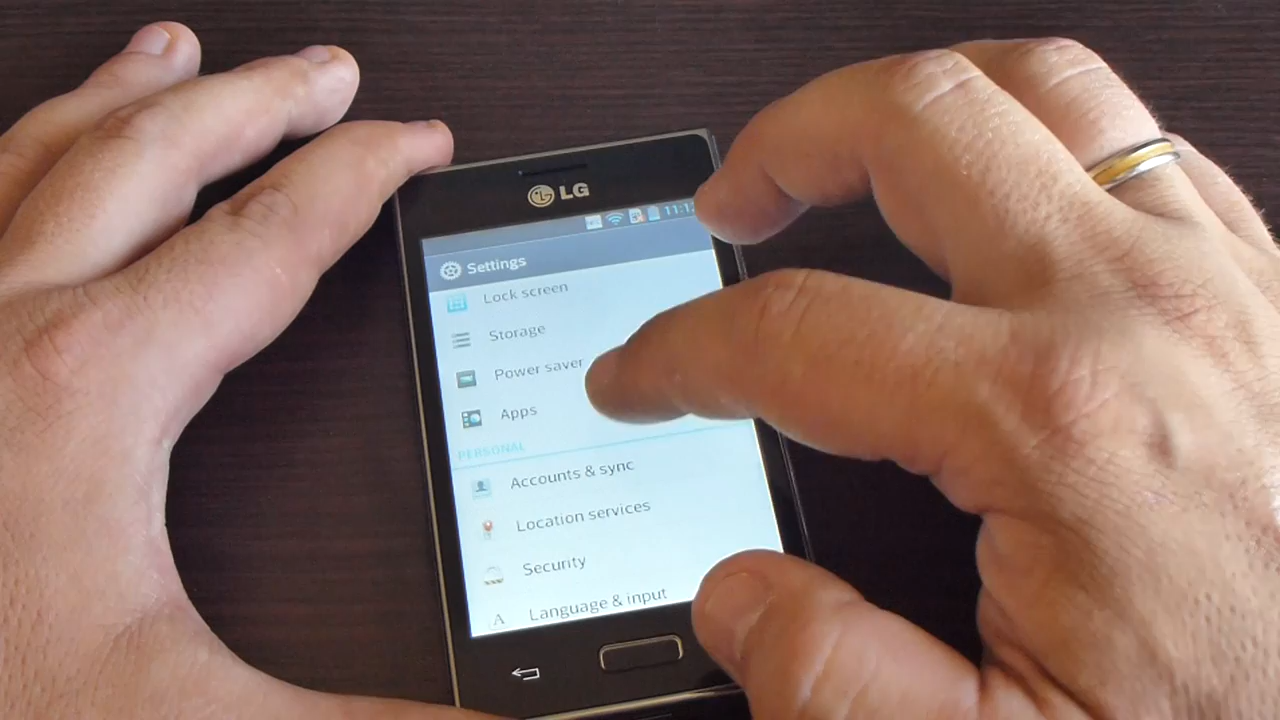 LG
Settings
Lock screen
Storage
Power saver
Apps
PERSONAL
Accounts & sync
Location services
Security
A Language & input